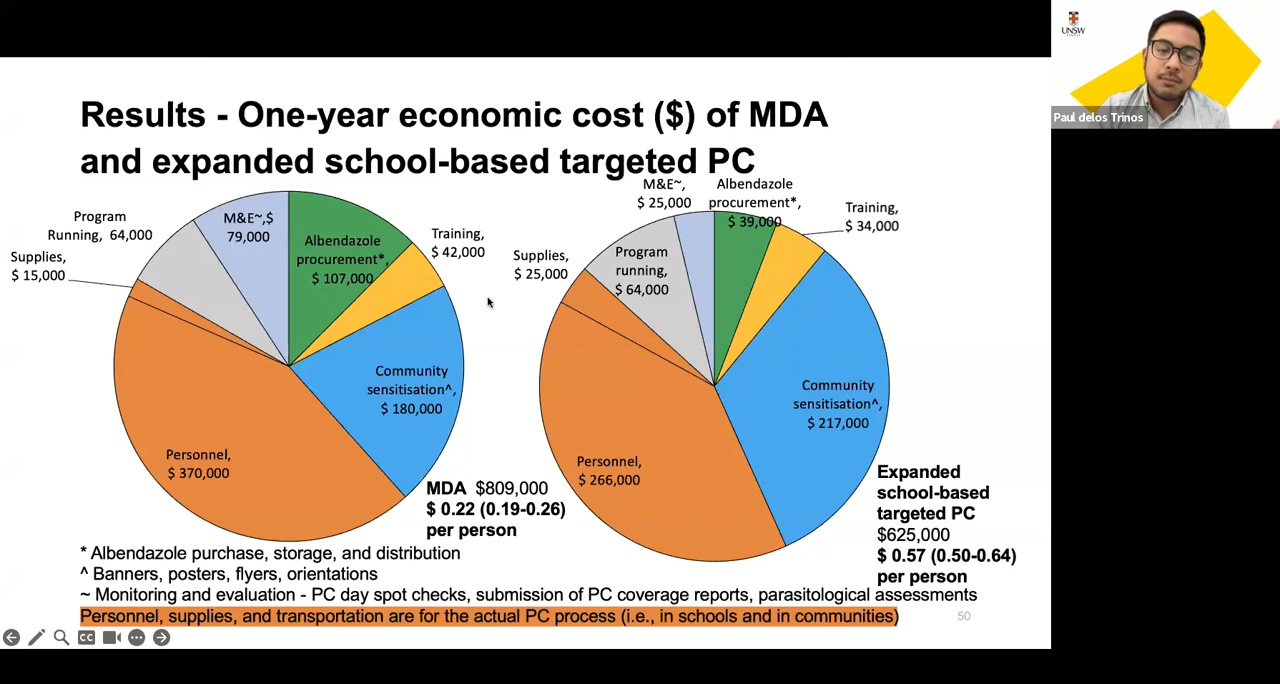 Results - One-year economic cost ($) of MDA
and expanded school-based targeted PC
Program
Running, 64,000
Supplies,
$ 15,000
M&E~,$
79,000
Albendazole
procurement*,
$ 107,000
Training,
$ 42,000
Community
sensitisation^,
$ 180,000
Personnel,
$ 370,000
MDA $809,000
$ 0.22 (0.19-0.26)
per person
M&E~,
$ 25,000
Albendazole
procurement*,
$ 39,000
Training,
$ 34,000
Supplies,
$ 25,000
Program
running,
$ 64,000
Community
sensitisation^,
$ 217,000
Personnel,
$ 266,000
Expanded
school-based
targeted PC
$625,000
$ 0.57 (0.50-0.64)
per person
* Albendazole purchase, storage, and distribution
^ Banners, posters, flyers, orientations
~ Monitoring and evaluation - PC day spot checks, submission of PC coverage reports, parasitological assessments
Personnel, supplies, and transportation are for the actual PC process (i.e., in schools and in communities)
50
CC
UNSW
Paul delos Trinos